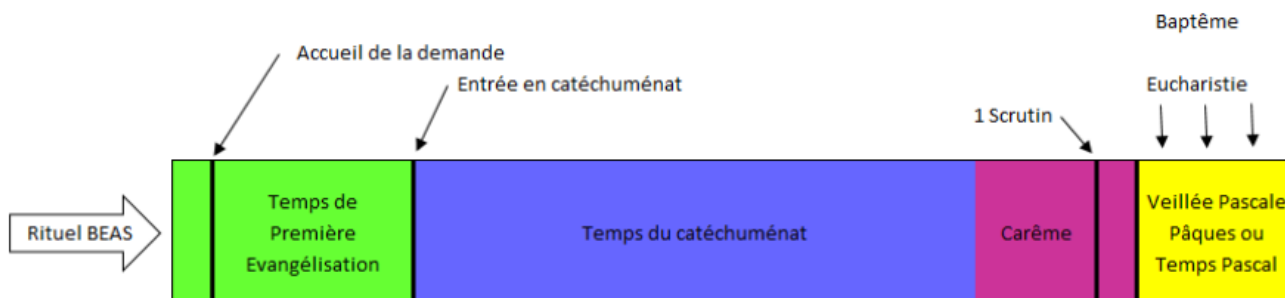 Baptême
Accueil de la demande
Entrée en catéchuménat
Eucharistie
1 Scrutin
Rituel BEAS
Temps de
Première
Evangélisation
Temps du catéchuménat
Carême
Veillée Pascale
Pâques ou
Temps Pascal